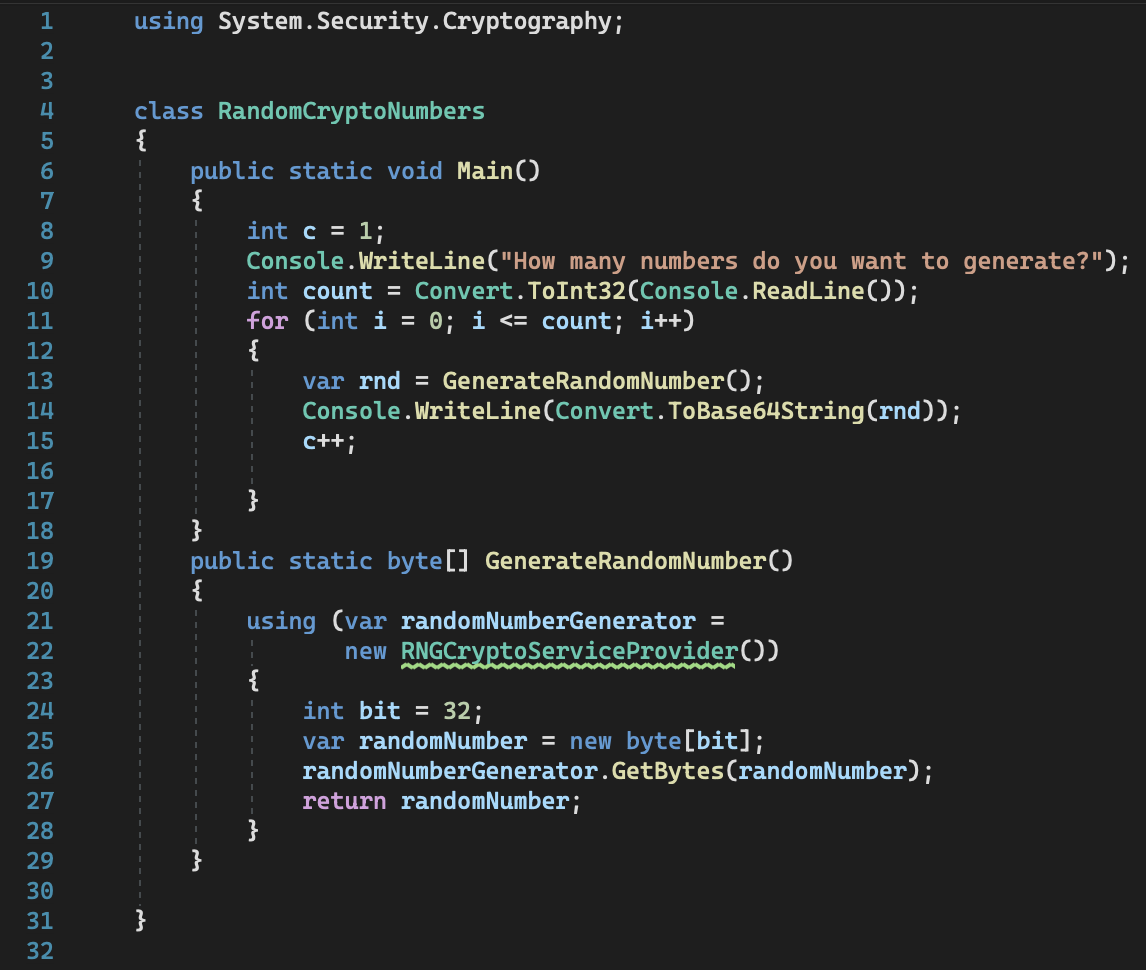 1 using System.Security.Cryptography;
2
3
4 class RandomCryptoNumbers
5 {
6 public static void Main()
7 {
8 int c = 1;
9 Console.WriteLine("How many numbers do you want to generate?");
10 int count = Convert.ToInt32(Console.ReadLine());
11 for (int i = 0; i <= count; i++)
12 {
13 var rnd = GenerateRandomNumber();
14 Console.WriteLine(Convert.ToBase64String(rnd));
15 c++;
16
17 }
18 }
19 public static byte[] GenerateRandomNumber()
20 {
21 using (var randomNumberGenerator =
22 new RNGCryptoServiceProvider())
23 {
24 int bit = 32;
25 var randomNumber = new byte[bit];
26 randomNumberGenerator.GetBytes(randomNumber);
27 return randomNumber;
28 }
29 }
30
31 }
32